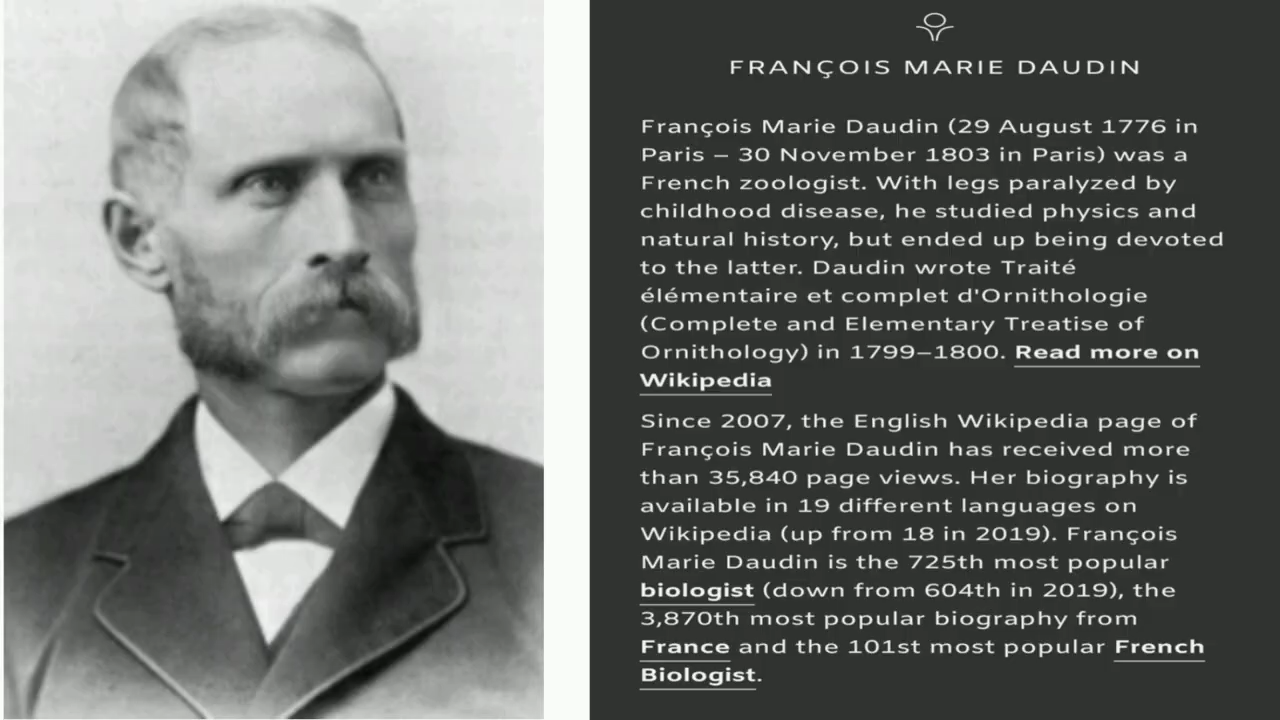 FRANÇOIS MARIE DAUDIN
François Marie Daudin (29 August 1776 in
Paris – 30 November 1803 in Paris) was a
French zoologist. With legs paralyzed by
childhood disease, he studied physics and
natural history, but ended up being devoted
to the latter. Daudin wrote Traité
élémentaire et complet d'Ornithologie
(Complete and Elementary Treatise of
Ornithology) in 1799–1800. Read more on
Wikipedia
Since 2007, the English Wikipedia page of
François Marie Daudin has received more
than 35,840 page views. Her biography is
available in 19 different languages on
Wikipedia (up from 18 in 2019). François
Marie Daudin is the 725th most popular
biologist (down from 604th in 2019), the
3,870th most popular biography from
France and the 101st most popular French
Biologist.